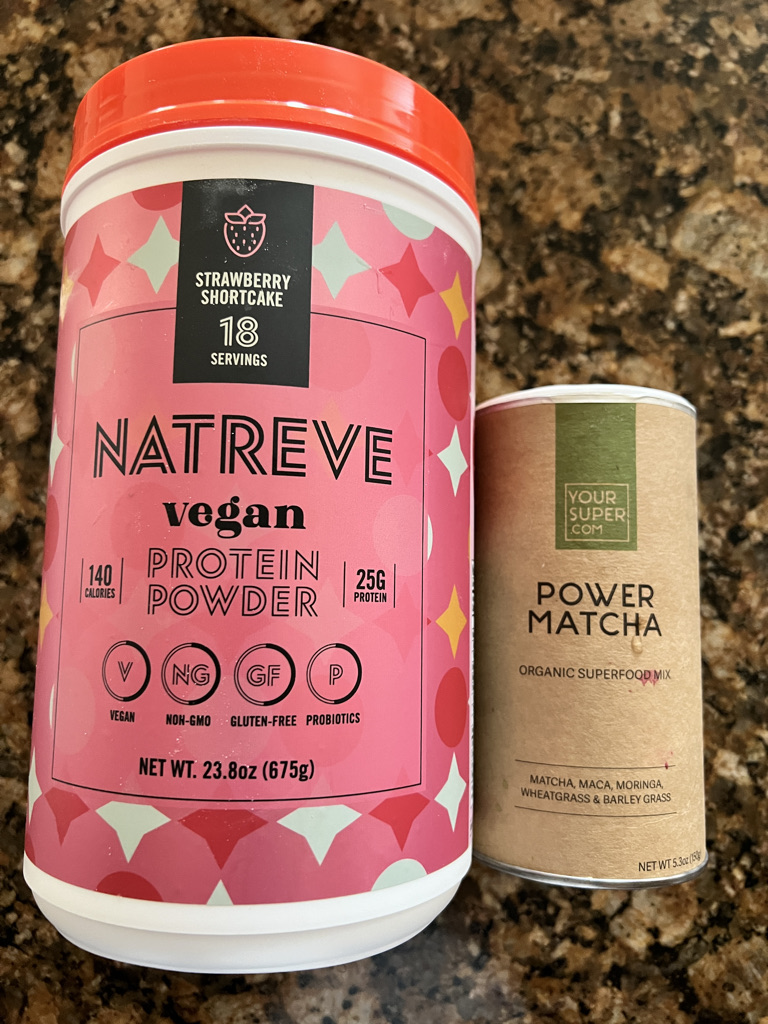 STRAWBERRY
SHORTCAKE
18
SERVINGS
NATREVE
vegan
PROTEIN
POWDER
140
CALORIES
25G
PROTEIN
V
NG
GF
P
VEGAN
NON-GMO
GLUTEN-FREE
PROBIOTICS
NET WT. 23.8oz (675g)
YOUR
SUPER
.COM
POWER
MATCHA
ORGANIC SUPERFOOD MIX
MATCHA, MACA, MORINGA,
WHEATGRASS & BARLEY GRASS
NET WT 5.3oz (150g)